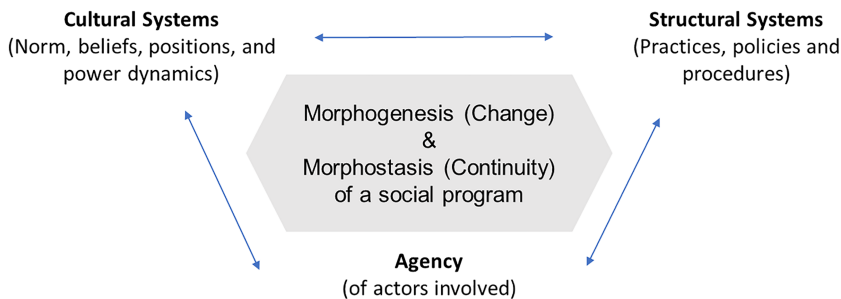 Cultural Systems
(Norm, beliefs, positions, and
power dynamics)
Structural Systems
(Practices, policies and
procedures)
Morphogenesis (Change)
&
Morphostasis (Continuity)
of a social program
Agency
(of actors involved)